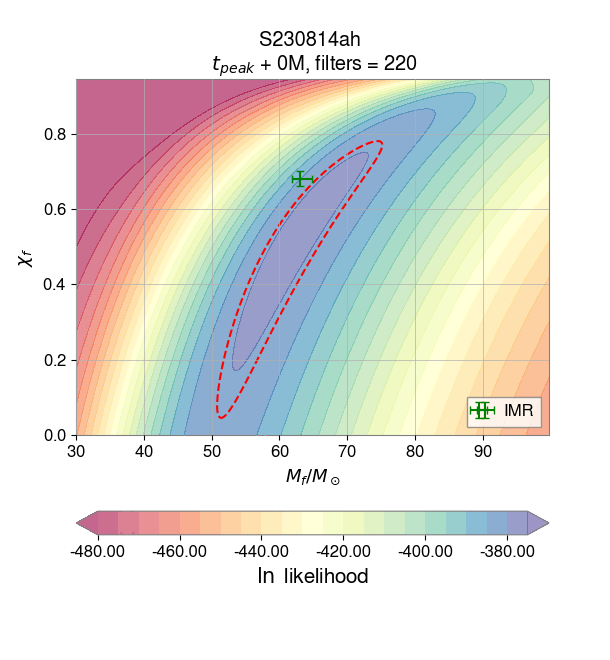 S230814ah
t_peak + 0M, filters = 220
0.8
0.6
0.4
0.2
0.0
χ_f
30 40 50 60 70 80 90
M_f/M_⊙
IMR
-480.00 -460.00 -440.00 -420.00 -400.00 -380.00
ln likelihood